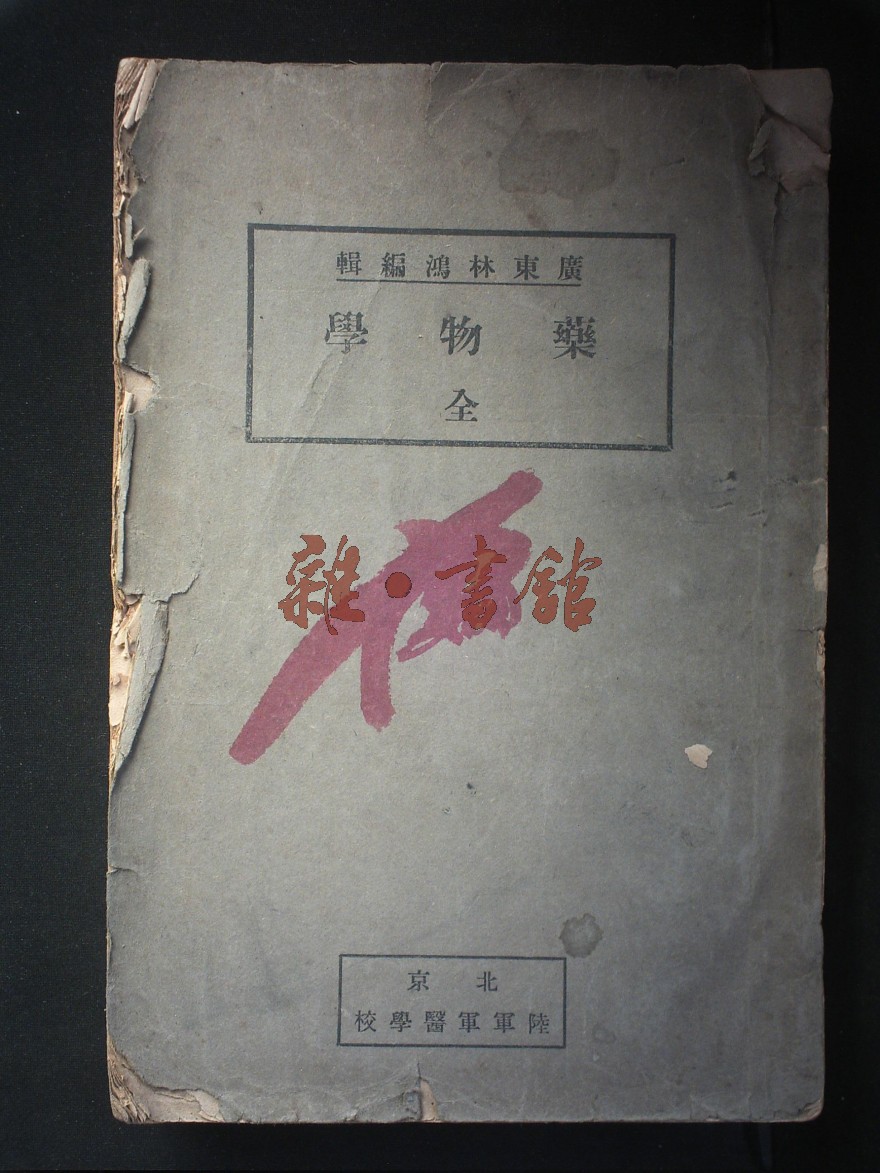 廣東林鴻編輯
藥物學
全
雜·書館
北京
陸軍軍醫學校